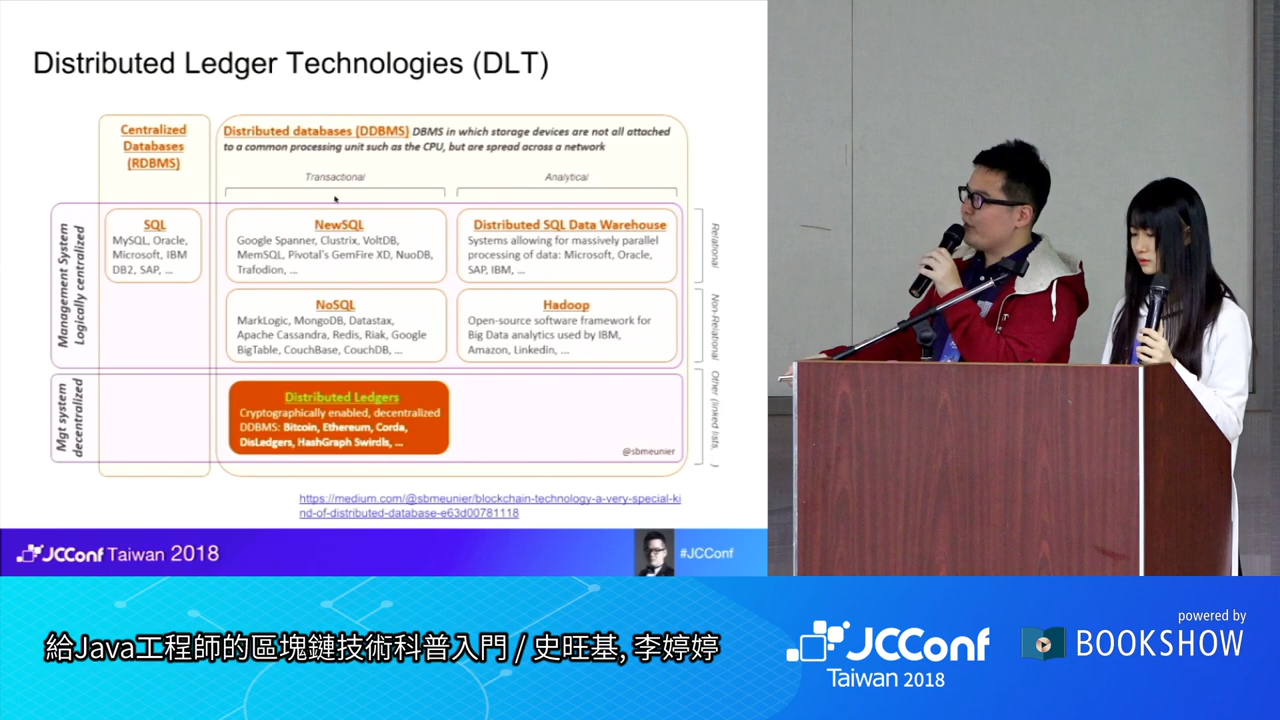 Distributed Ledger Technologies (DLT)
Centralized
Databases
(RDBMS)
Distributed databases (DDBMS) DBMS in which storage devices are not all attached
to a common processing unit such as the CPU, but are spread across a network
Transactional
Analytical
Management System
Logically centralized
SQL
MySQL, Oracle,
Microsoft, IBM
DB2, SAP, ...
NewSQL
Google Spanner, Clustrix, VoltDB,
MemSQL, Pivotal's GemFire XD, NuoDB,
Trafodion, ...
Distributed SQL Data Warehouse
Systems allowing for massively parallel
processing of data: Microsoft, Oracle,
SAP, IBM, ...
Relational
NoSQL
MarkLogic, MongoDB, Datastax,
Apache Cassandra, Redis, Riak, Google
BigTable, CouchBase, CouchDB, ...
Hadoop
Open-source software framework for
Big Data analytics used by IBM,
Amazon, Linkedin, ...
Non-Relational
Mgt system
decentralized
Distributed Ledgers
Cryptographically enabled, decentralized
DDBMS: Bitcoin, Ethereum, Corda,
DisLedgers, HashGraph Swirdls, ...
Other (linked lists, )
@sbmeunier
https://medium.com/@sbmeunier/blockchain-technology-a-very-special-ki
nd-of-distributed-database-e63d00781118
JCConf Taiwan 2018
#JCConf
給Java工程師的區塊鏈技術科普入門 / 史旺基, 李婷婷
JCConf
Taiwan 2018
powered by
BOOKSHOW